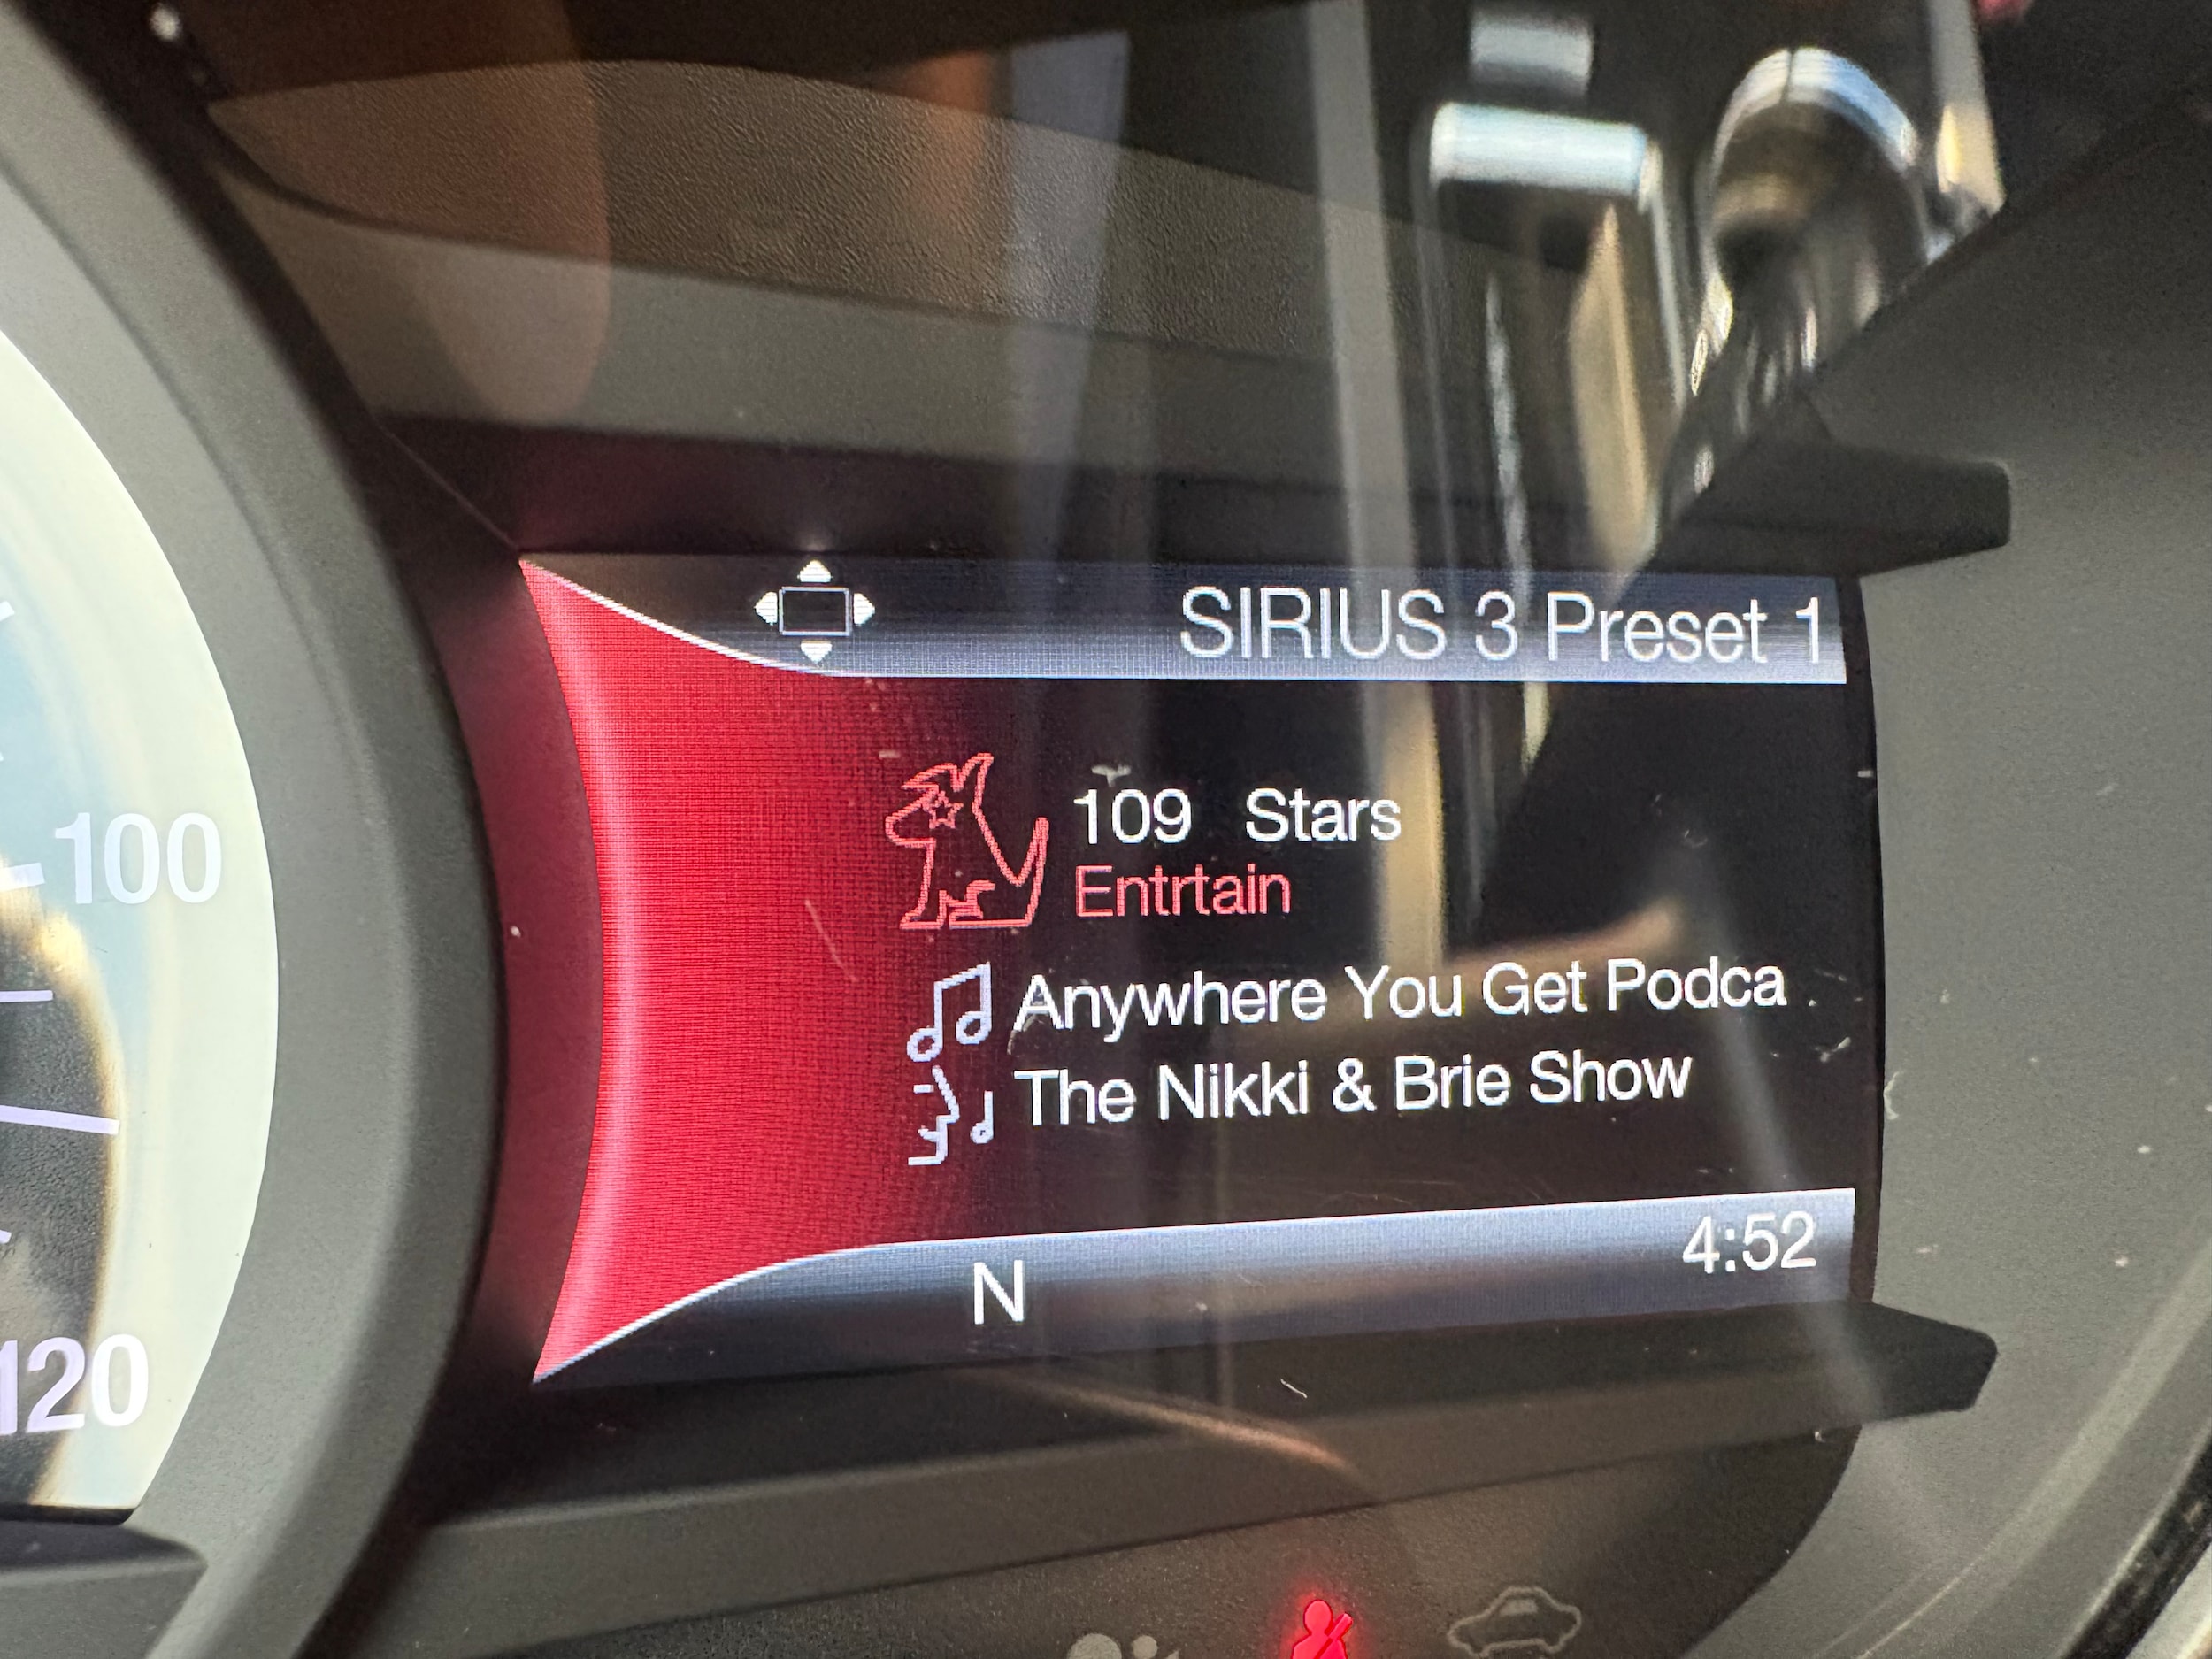 SIRIUS 3 Preset 1
109 Stars
Entrtain
Anywhere You Get Podca
The Nikki & Brie Show
N
4:52
100
120